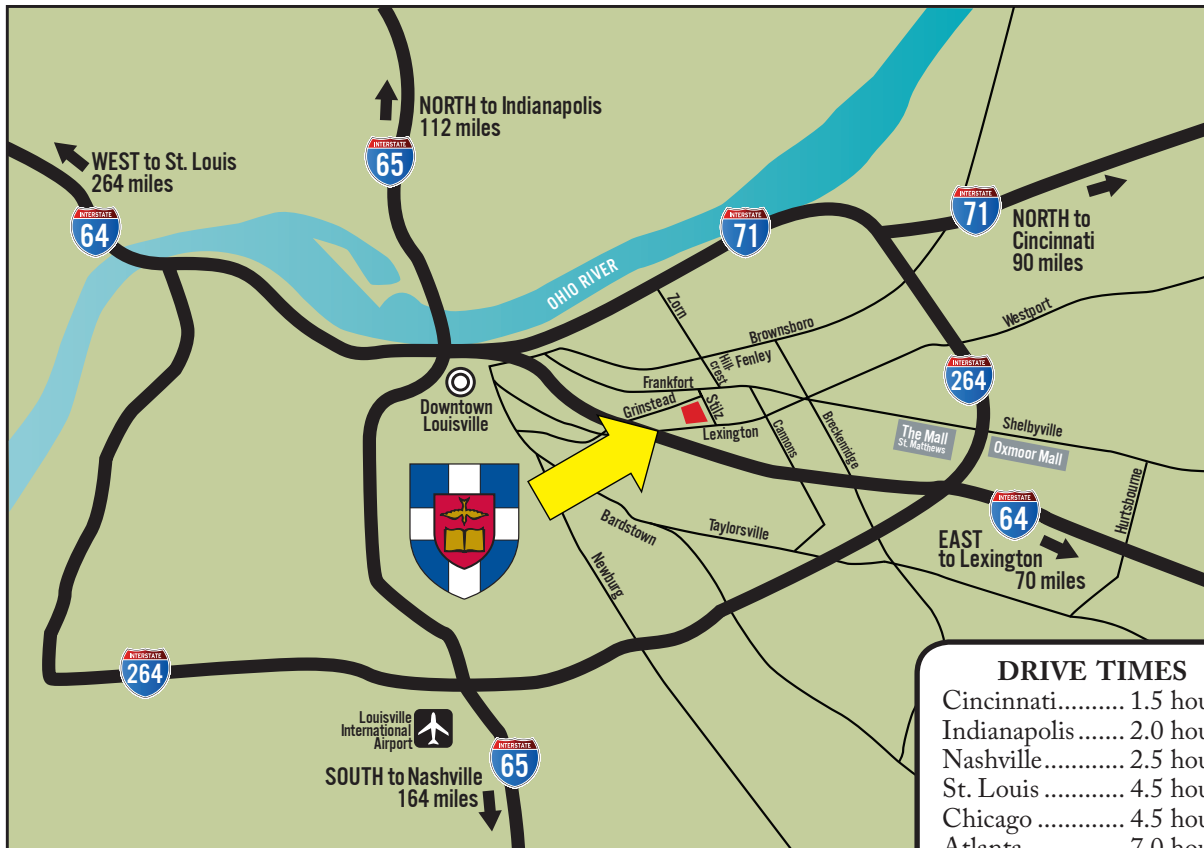 NORTH to Indianapolis
112 miles
INTERSTATE
65
WEST to St. Louis
264 miles
INTERSTATE
64
INTERSTATE
71
INTERSTATE
71
NORTH to
Cincinnati
90 miles
OHIO RIVER
Zorn
Brownsboro
Westport
Hill-
crest
Fenley
INTERSTATE
264
Frankfort
Downtown
Louisville
Grinstead
Stilz
Lexington
Cannons
Breckenridge
The Mall
St. Matthews
Shelbyville
Oxmoor Mall
Hurtsbourne
INTERSTATE
64
EAST
to Lexington
70 miles
Bardstown
Taylorsville
Newburg
INTERSTATE
264
Louisville
International
Airport
INTERSTATE
65
SOUTH to Nashville
164 miles
DRIVE TIMES
Cincinnati.......... 1.5 hou
Indianapolis ....... 2.0 hou
Nashville............ 2.5 hou
St. Louis ............ 4.5 hou
Chicago ............. 4.5 hou
Atlanta 7.0 hou